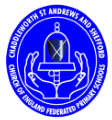 CHADDLEWORTH ST ANDREWS AND SHEFFORD
CHURCH OF ENGLAND FEDERATED PRIMARY SCHOOLS